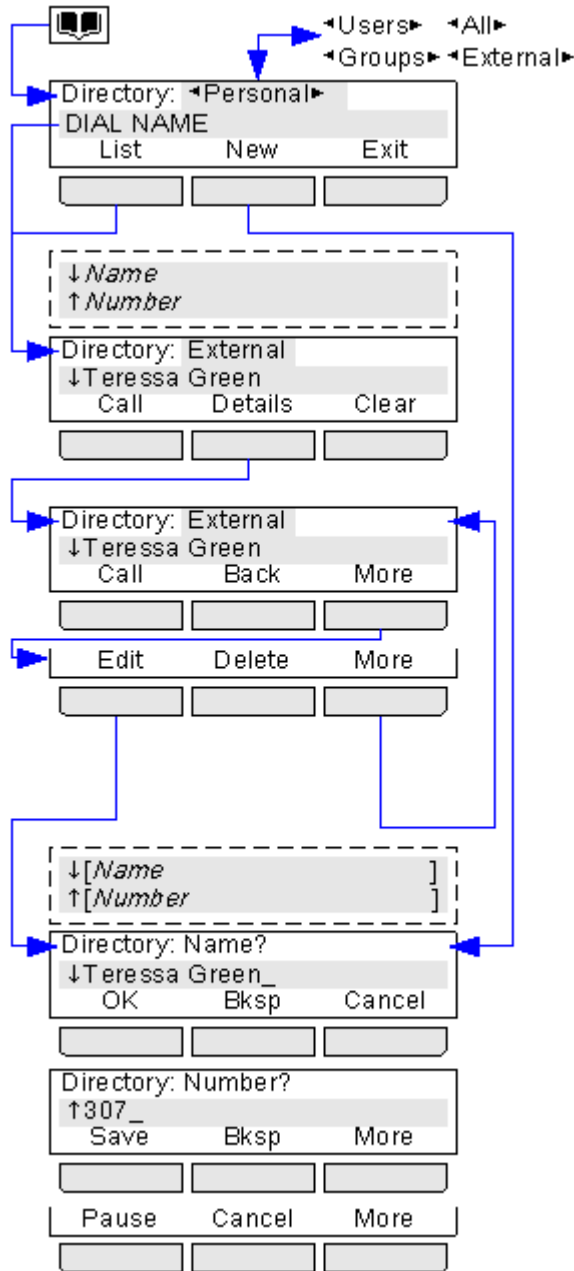 ◂Users▸ ◂All▸
◂Groups▸ ◂External▸
Directory: ◂Personal▸
DIAL NAME
List New Exit
↓Name
↑Number
Directory: External
↓Teressa Green
Call Details Clear
Directory: External
↓Teressa Green
Call Back More
Edit Delete More
↓[Name ]
↑[Number ]
Directory: Name?
↓Teressa Green_
OK Bksp Cancel
Directory: Number?
↑307_
Save Bksp More
Pause Cancel More